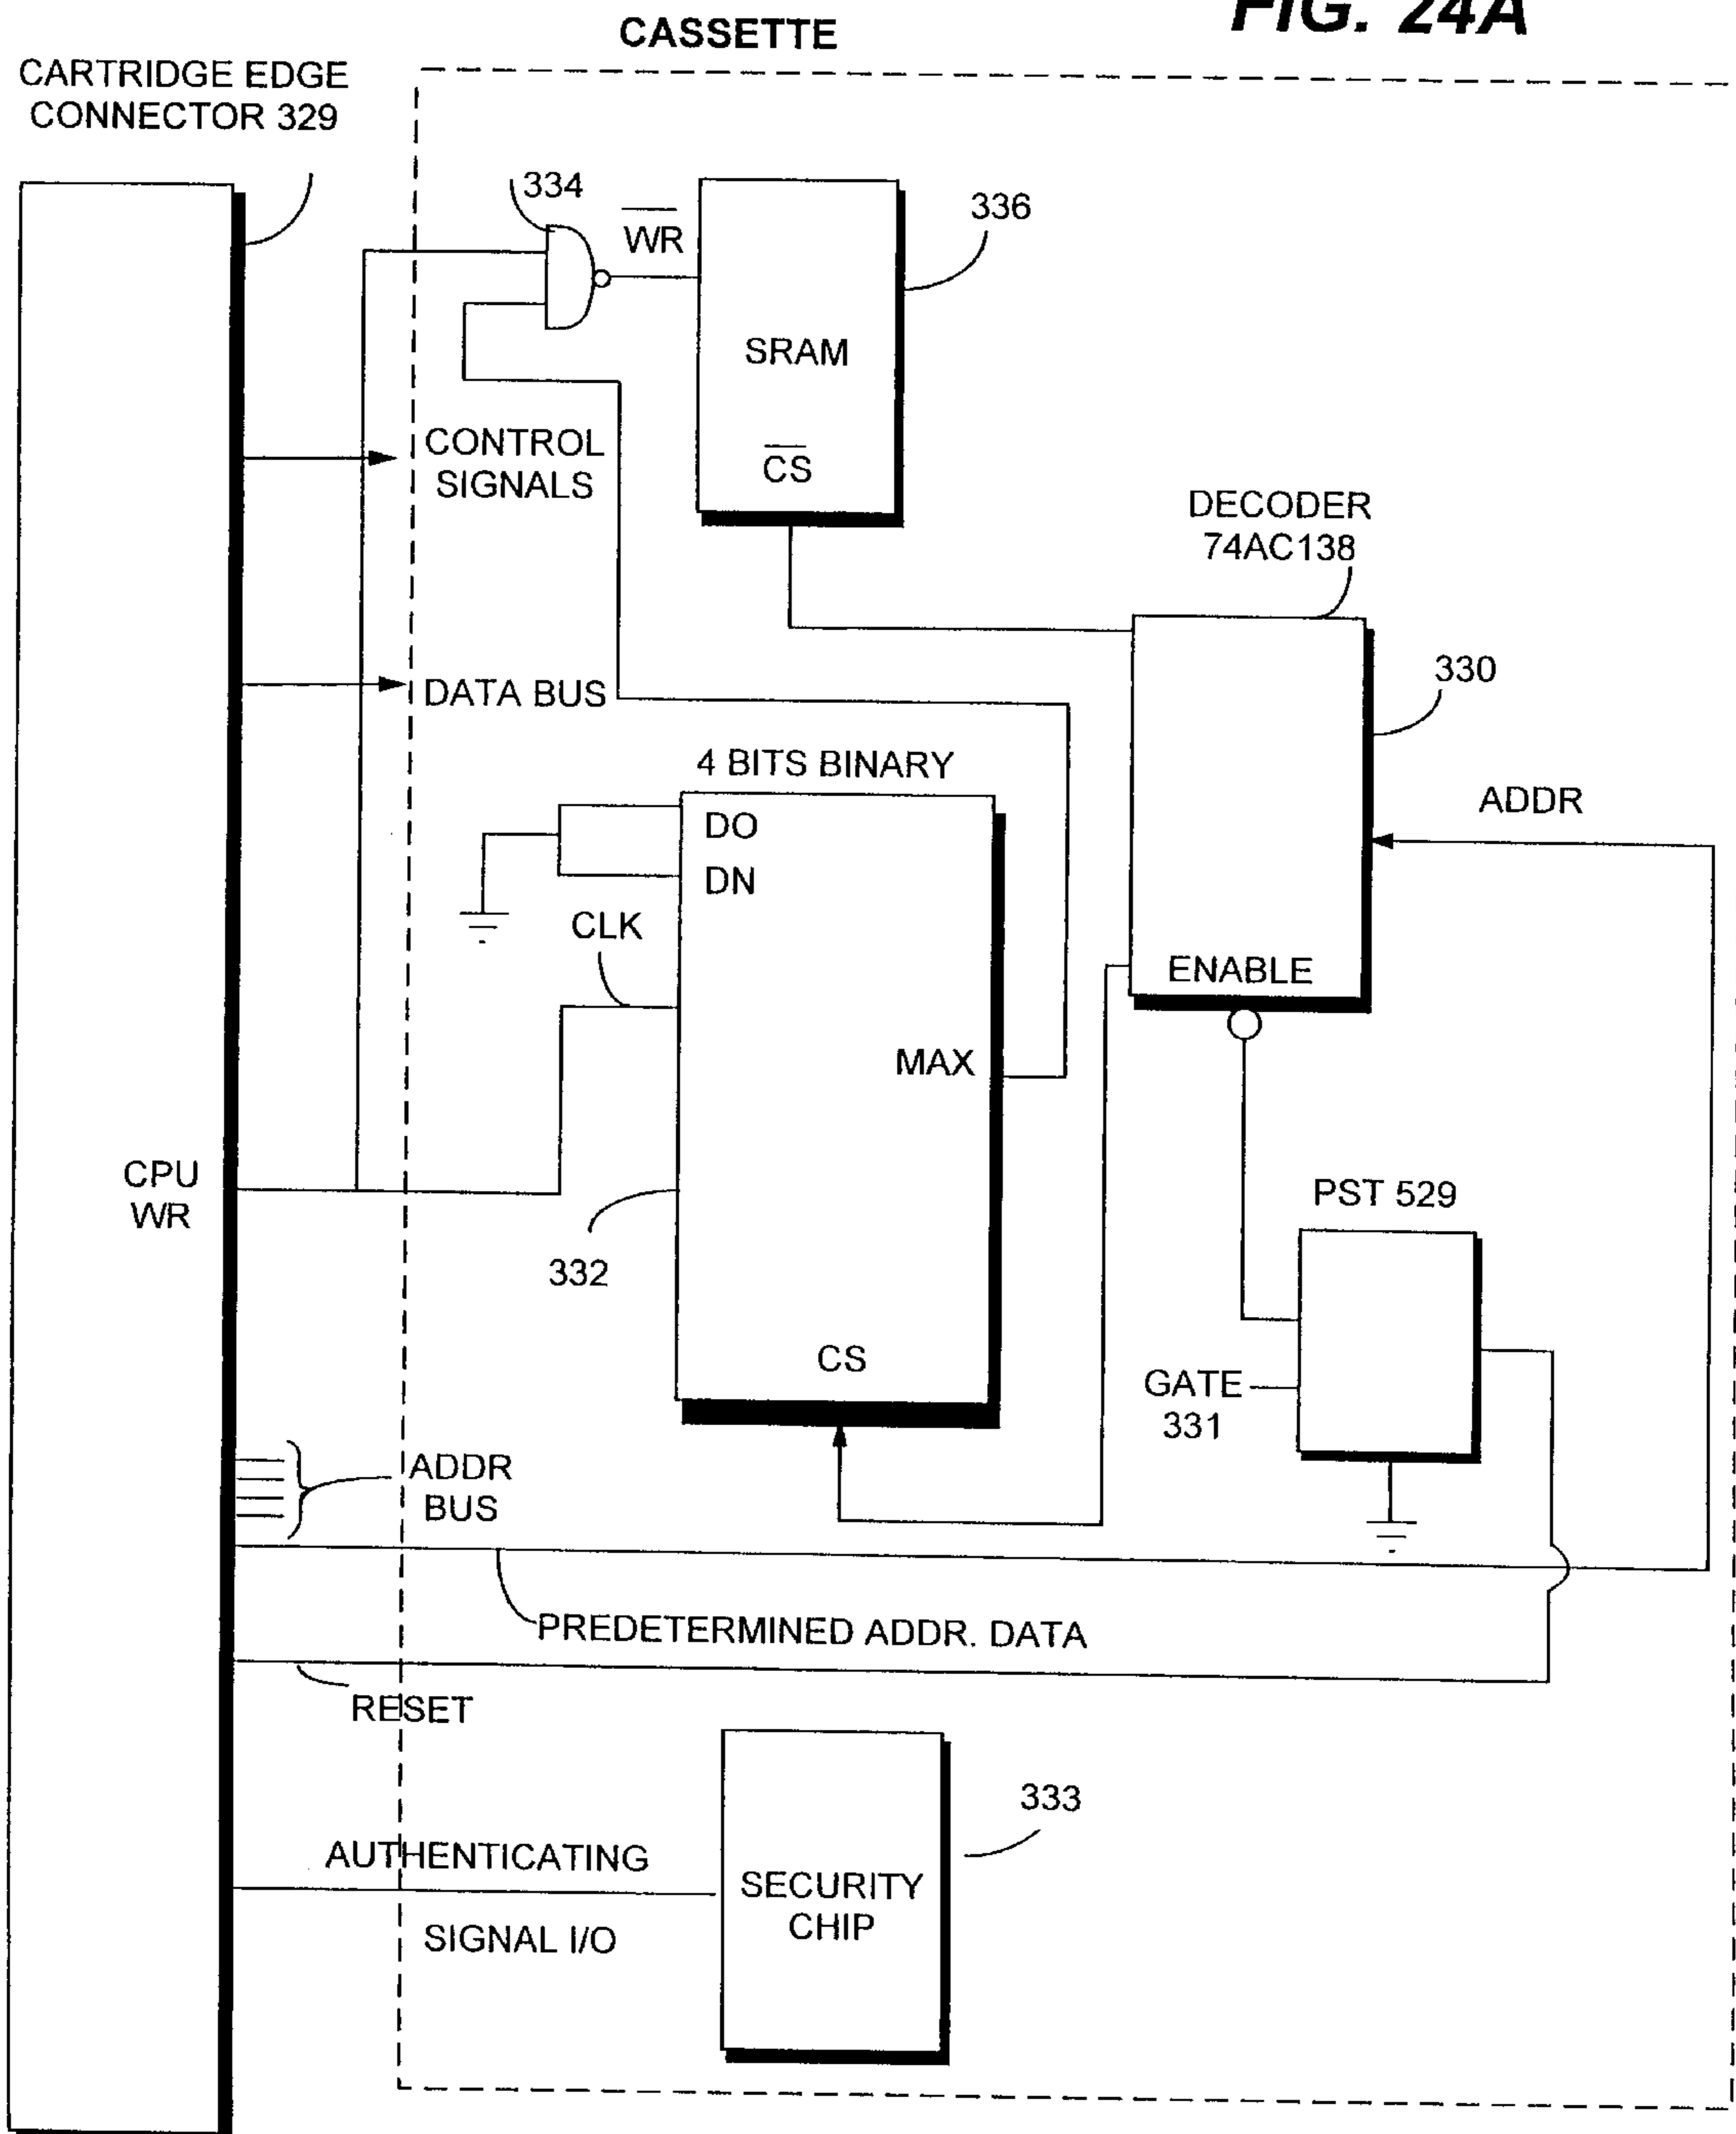 FIG. 24A
CASSETTE
CARTRIDGE EDGE
CONNECTOR 329
334
WR
336
SRAM
CS
CONTROL
SIGNALS
DECODER
74AC138
330
DATA BUS
4 BITS BINARY
DO
DN
ADDR
CLK
ENABLE
MAX
CPU
WR
PST 529
332
CS
GATE
331
ADDR
BUS
PREDETERMINED ADDR. DATA
RESET
333
AUTHENTICATING
SIGNAL I/O
SECURITY
CHIP